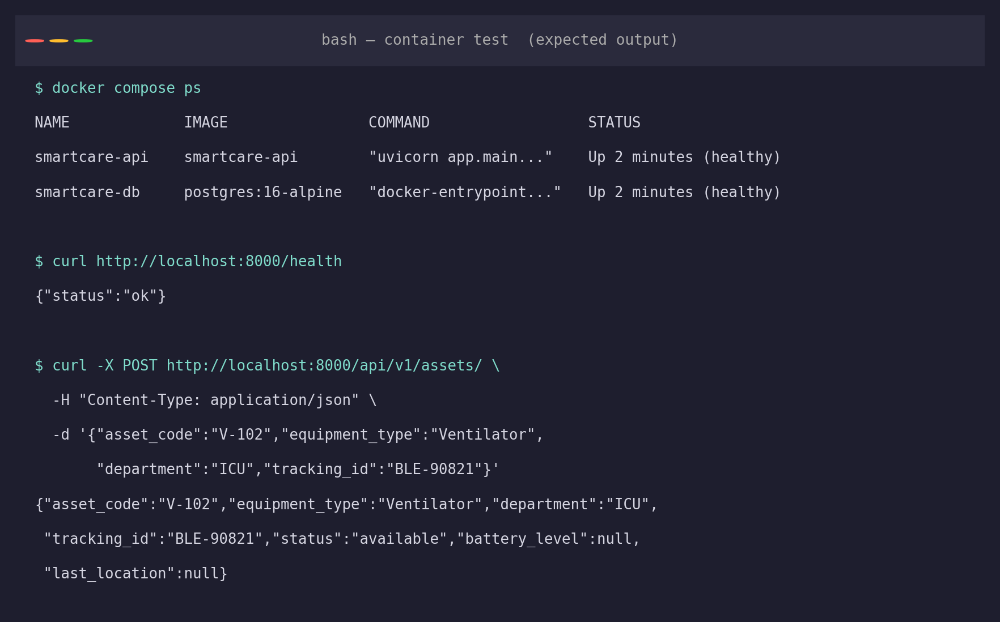 bash — container test  (expected output)
$ docker compose ps
NAME             IMAGE                COMMAND                  STATUS
smartcare-api    smartcare-api        "uvicorn app.main..."    Up 2 minutes (healthy)
smartcare-db     postgres:16-alpine   "docker-entrypoint..."   Up 2 minutes (healthy)
$ curl http://localhost:8000/health
{"status":"ok"}
$ curl -X POST http://localhost:8000/api/v1/assets/ \
  -H "Content-Type: application/json" \
  -d '{"asset_code":"V-102","equipment_type":"Ventilator",
       "department":"ICU","tracking_id":"BLE-90821"}'
{"asset_code":"V-102","equipment_type":"Ventilator","department":"ICU",
 "tracking_id":"BLE-90821","status":"available","battery_level":null,
 "last_location":null}